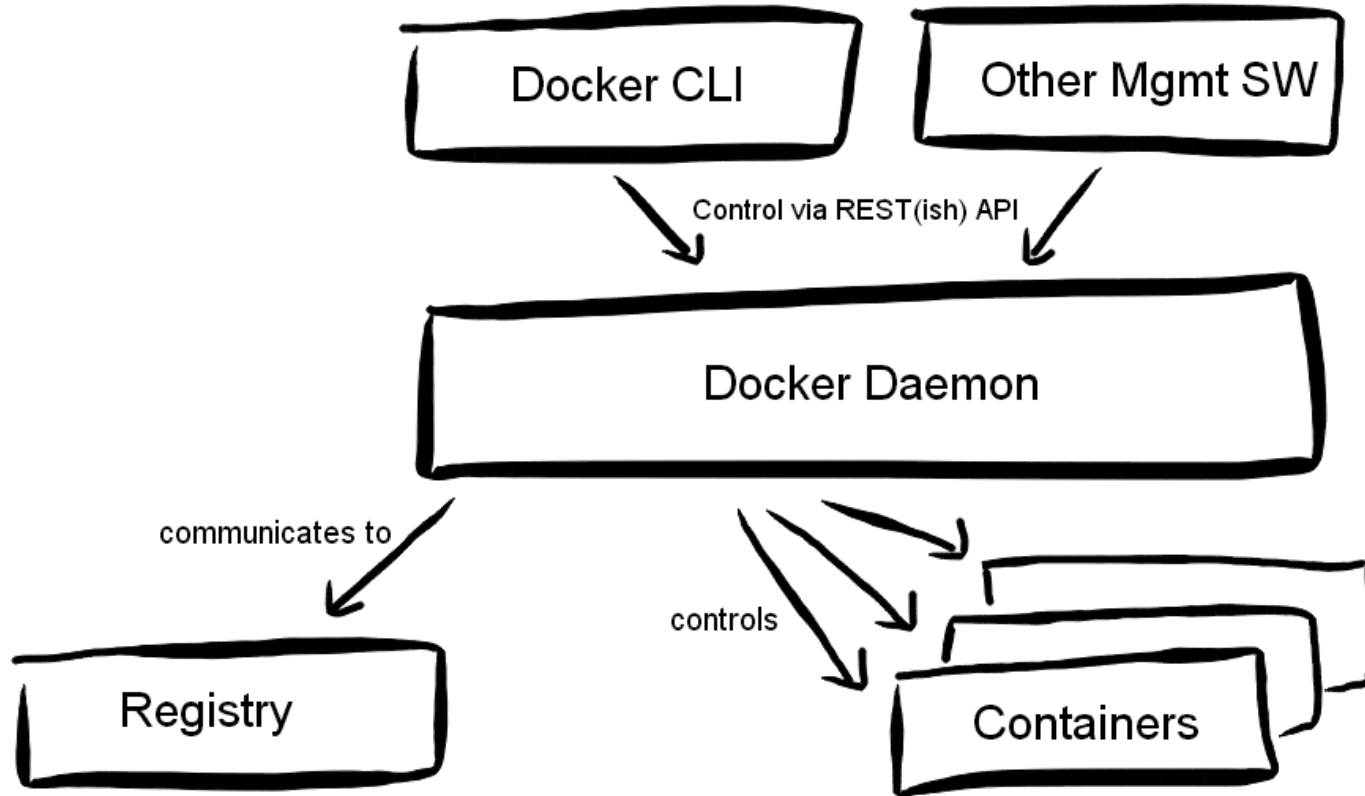 Docker CLI
Other Mgmt SW
Control via REST(ish) API
Docker Daemon
communicates to
controls
Registry
Containers